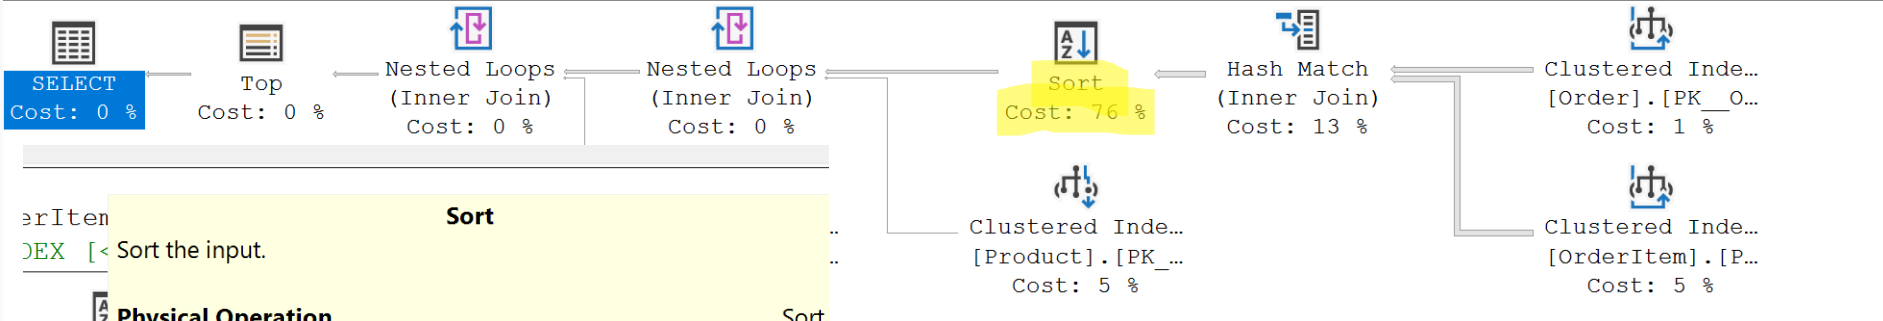 SELECT
Cost: 0 %
Top
Cost: 0 %
Nested Loops
(Inner Join)
Cost: 0 %
Nested Loops
(Inner Join)
Cost: 0 %
Sort
Cost: 76 %
Hash Match
(Inner Join)
Cost: 13 %
Clustered Inde...
[Order].[PK__O...
Cost: 1 %
Clustered Inde...
[Product].[PK_...
Cost: 5 %
Clustered Inde...
[OrderItem].[P...
Cost: 5 %
erItem
DEX [<
Sort
Sort the input.
Physical Operation Sort
..
..